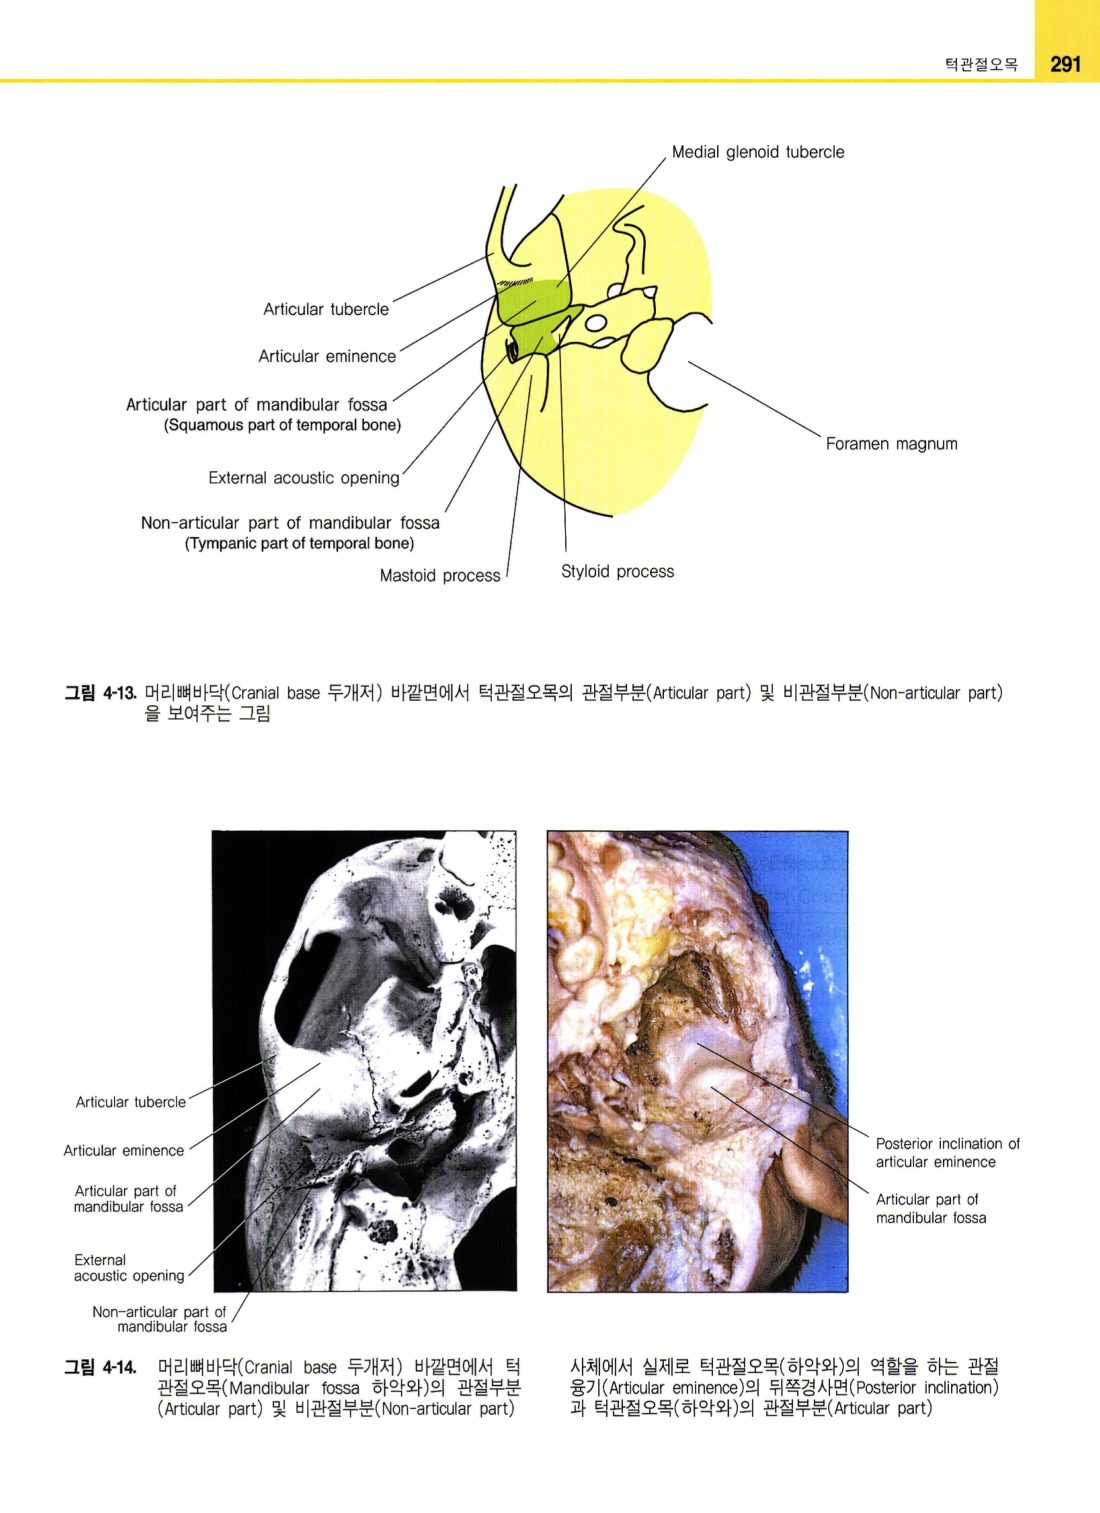 턱관절오목 291
Medial glenoid tubercle
Articular tubercle
Articular eminence
Articular part of mandibular fossa
(Squamous part of temporal bone)
Foramen magnum
External acoustic opening
Non-articular part of mandibular fossa
(Tympanic part of temporal bone)
Mastoid process
Styloid process
그림 4-13. 머리뼈바닥(Cranial base 두개저) 바깥면에서 턱관절오목의 관절부분(Articular part) 및 비관절부분(Non-articular part)
을 보여주는 그림
Articular tubercle
Articular eminence
Articular part of
mandibular fossa
External
acoustic opening
Non-articular part of
mandibular fossa
Posterior inclination of
articular eminence
Articular part of
mandibular fossa
그림 4-14. 머리뼈바닥(Cranial base 두개저) 바깥면에서 턱
관절오목(Mandibular fossa 하악와)의 관절부분
(Articular part) 및 비관절부분(Non-articular part)
사체에서 실제로 턱관절오목(하악와)의 역할을 하는 관절
융기(Articular eminence)의 뒤쪽경사면(Posterior inclination)
과 턱관절오목(하악와)의 관절부분(Articular part)